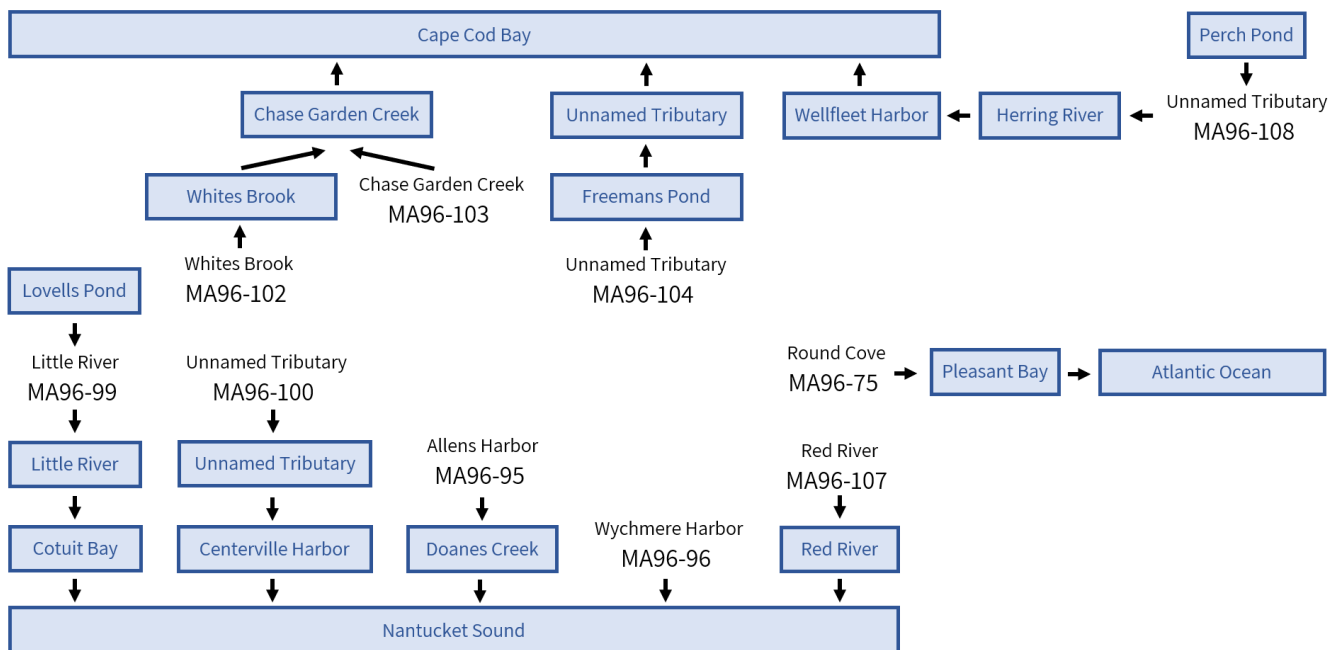 Cape Cod Bay
Perch Pond
Chase Garden Creek
Unnamed Tributary
Wellfleet Harbor
Herring River
Unnamed Tributary
MA96-108
Whites Brook
Chase Garden Creek
MA96-103
Freemans Pond
Whites Brook
MA96-102
Unnamed Tributary
MA96-104
Lovells Pond
Little River
MA96-99
Unnamed Tributary
MA96-100
Round Cove
MA96-75
Pleasant Bay
Atlantic Ocean
Little River
Unnamed Tributary
Allens Harbor
MA96-95
Red River
MA96-107
Cotuit Bay
Centerville Harbor
Doanes Creek
Wychmere Harbor
MA96-96
Red River
Nantucket Sound